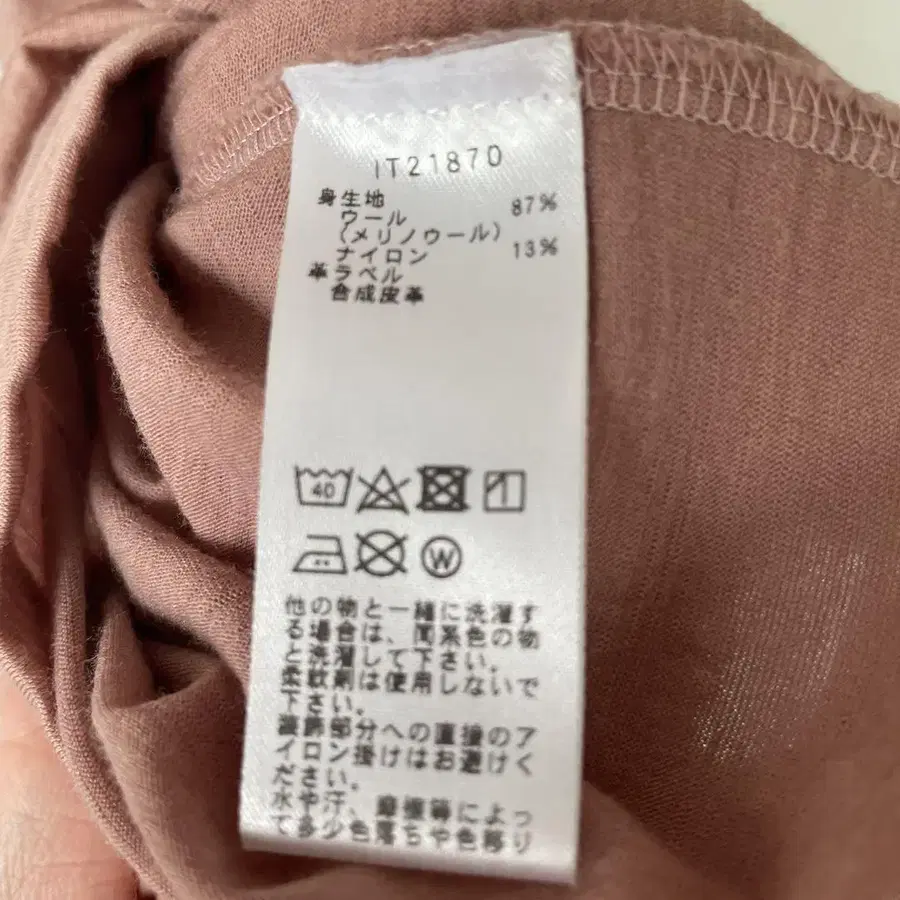 IT21870
身生地
ウール 87%
(メリノウール)
ナイロン 13%
革ラベル
合成皮革
40
W
他の物と一緒に洗濯す
る場合は、同系色の物
と洗濯して下さい。
柔軟剤は使用しないで
下さい。
装飾部分への直接のア
イロン掛けはお避けく
ださい。
水や汗、摩擦等によっ
て多少色落ちや色移り